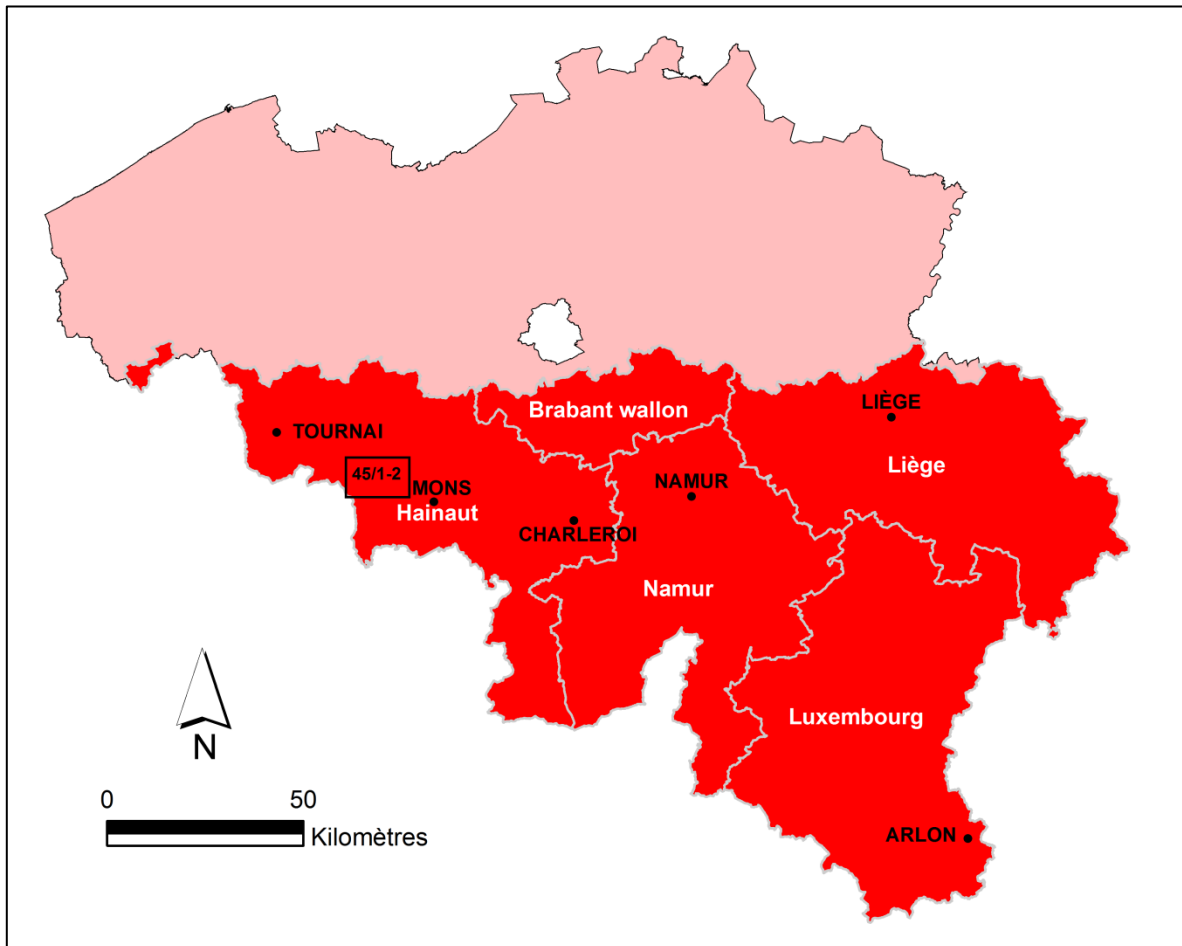 Brabant wallon
LIÈGE
TOURNAI
Liège
45/1-2
MONS
NAMUR
Hainaut
CHARLEROI
Namur
Luxembourg
N
0 50
Kilomètres
ARLON